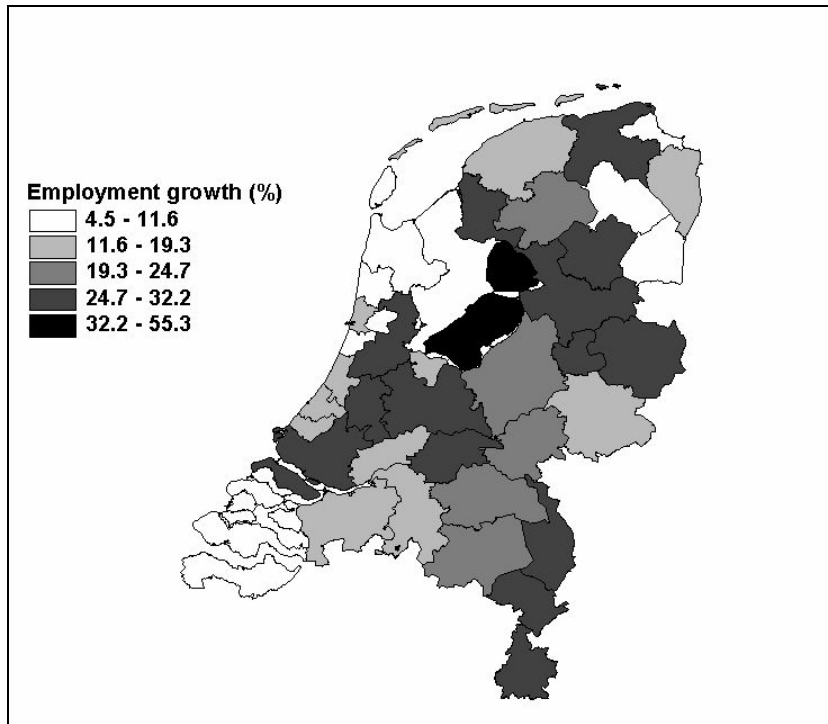 Employment growth (%)
4.5 - 11.6
11.6 - 19.3
19.3 - 24.7
24.7 - 32.2
32.2 - 55.3